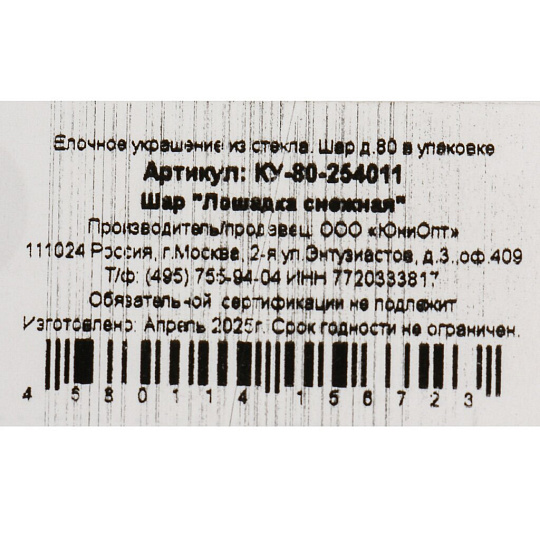 Елочное украшение из стекла. Шар д.80 в упаковке
Артикул: КУ-80-254011
Шар "Лошадка снежная"
Производитель/продавец: ООО «ЮниОпт»
111024 Россия, г.Москва, 2-я ул.Энтузиастов, д.3.,оф.409
Т/ф: (495) 755-94-04 ИНН 7720333817
Обязательной сертификации не подлежит
Изготовлено: Апрель 2025г. Срок годности не ограничен.
4 580114 156723